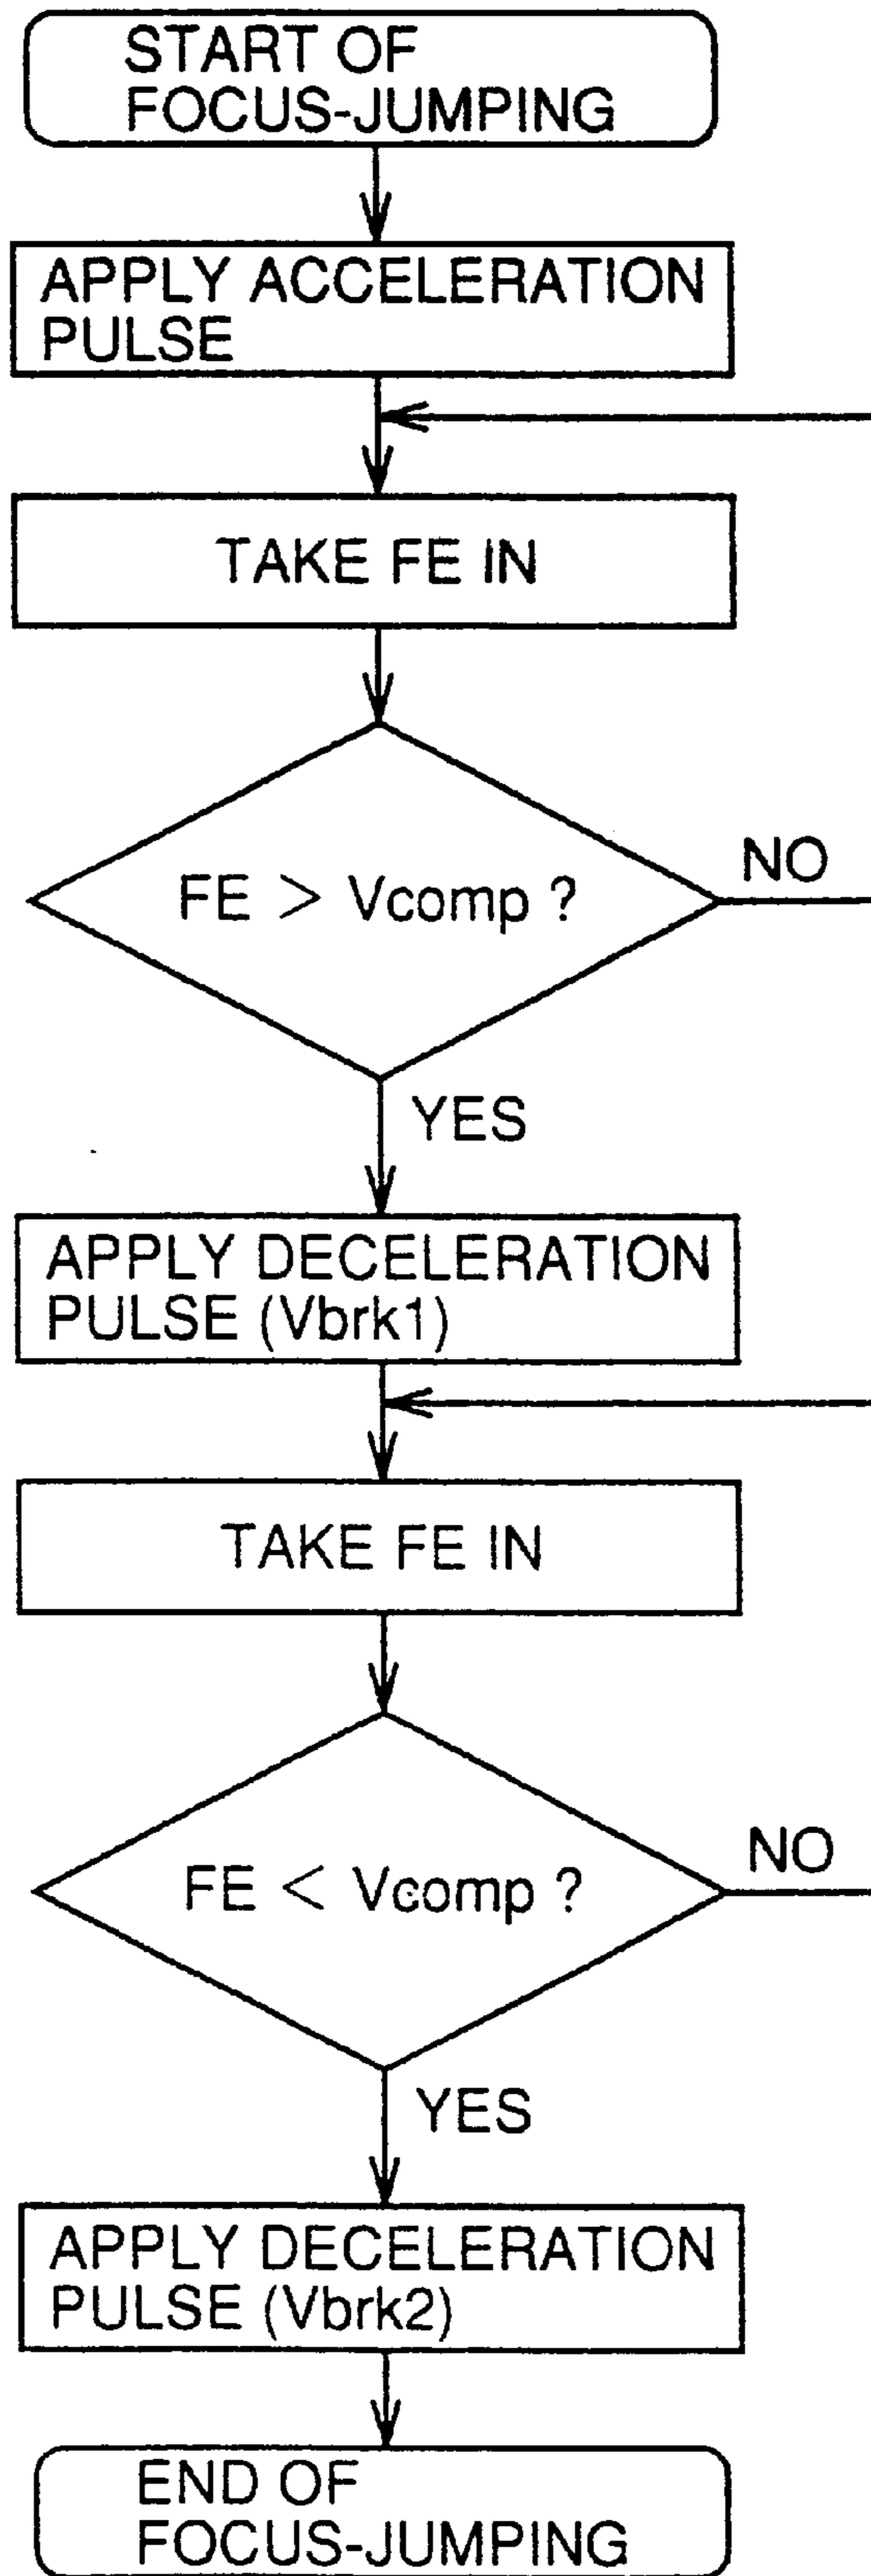 START OF
FOCUS-JUMPING
APPLY ACCELERATION
PULSE
TAKE FE IN
FE > Vcomp ?
NO
YES
APPLY DECELERATION
PULSE (Vbrk1)
TAKE FE IN
FE < Vcomp ?
NO
YES
APPLY DECELERATION
PULSE (Vbrk2)
END OF
FOCUS-JUMPING